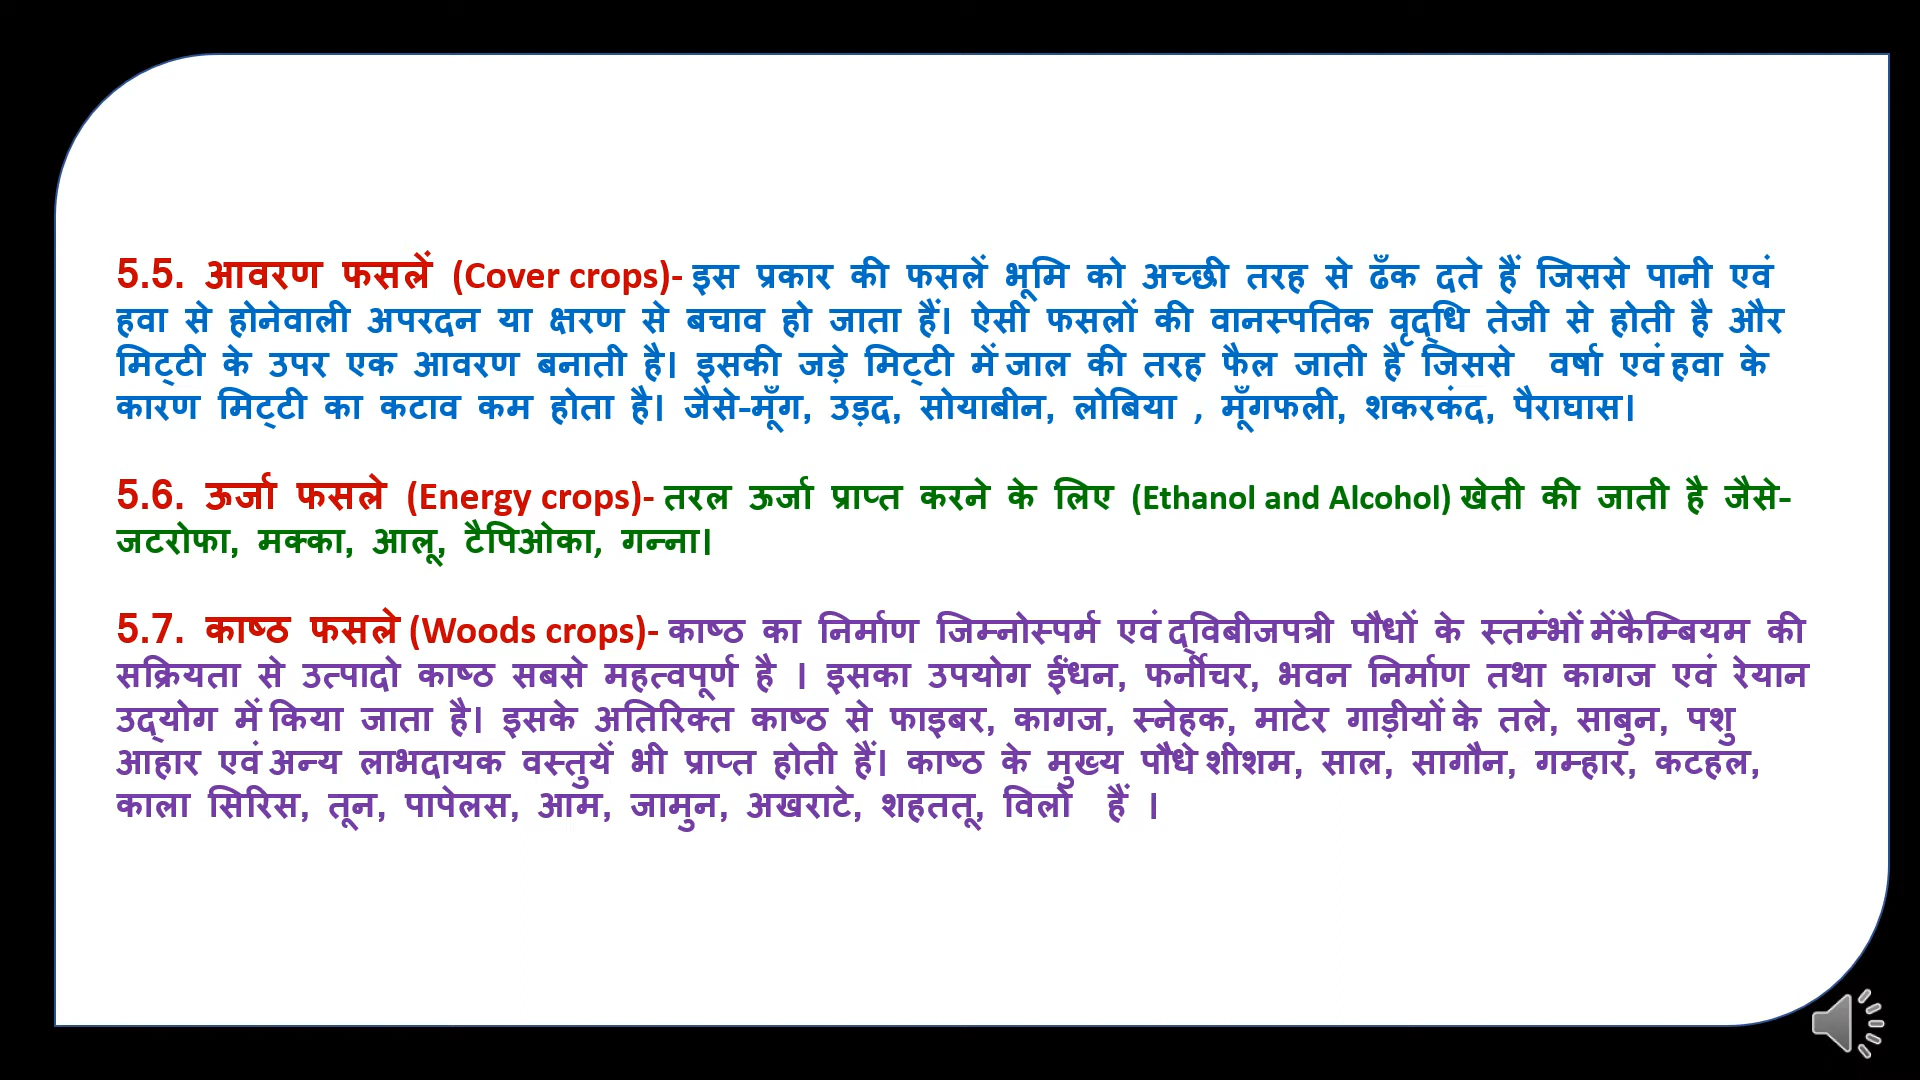 5.5. आवरण फसलें (Cover crops)- इस प्रकार की फसलें भूमि को अच्छी तरह से ढँक दते हैं जिससे पानी एवं
हवा से होनेवाली अपरदन या क्षरण से बचाव हो जाता हैं। ऐसी फसलों की वानस्पतिक वृद्धि तेजी से होती है और
मिट्टी के उपर एक आवरण बनाती है। इसकी जड़े मिट्टी में जाल की तरह फैल जाती है जिससे वर्षा एवं हवा के
कारण मिट्टी का कटाव कम होता है। जैसे-मूँग, उड़द, सोयाबीन, लोबिया , मूँगफली, शकरकंद, पैराघास।
5.6. ऊर्जा फसले (Energy crops)- तरल ऊर्जा प्राप्त करने के लिए (Ethanol and Alcohol) खेती की जाती है जैसे-
जटरोफा, मक्का, आलू, टैपिओका, गन्ना।
5.7. काष्ठ फसले (Woods crops)- काष्ठ का निर्माण जिम्नोस्पर्म एवं द्विबीजपत्री पौधों के स्तम्ंभों मेंकैम्बियम की
सक्रियता से उत्पादो काष्ठ सबसे महत्वपूर्ण है । इसका उपयोग ईंधन, फर्नीचर, भवन निर्माण तथा कागज एवं रेयान
उद्योग में किया जाता है। इसके अतिरिक्त काष्ठ से फाइबर, कागज, स्नेहक, माटेर गाड़ीयों के तले, साबुन, पशु
आहार एवं अन्य लाभदायक वस्तुयें भी प्राप्त होती हैं। काष्ठ के मुख्य पौधे शीशम, साल, सागौन, गम्हार, कटहल,
काला सिरिस, तून, पापेलस, आम, जामुन, अखराटे, शहततू, विलो हैं ।